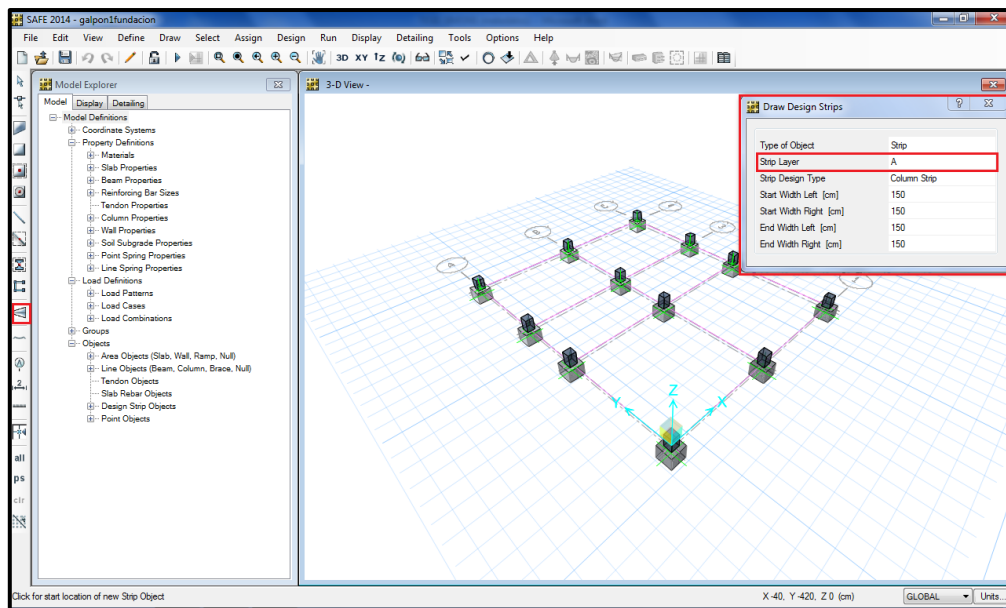 SAFE 2014 - galpon1fundacion
File Edit View Define Draw Select Assign Design Run Display Detailing Tools Options Help
3D XY
Model Explorer
Model Display Detailing
Model Definitions
Coordinate Systems
Property Definitions
Materials
Slab Properties
Beam Properties
Reinforcing Bar Sizes
Tendon Properties
Column Properties
Wall Properties
Soil Subgrade Properties
Point Spring Properties
Line Spring Properties
Load Definitions
Load Patterns
Load Cases
Load Combinations
Groups
Objects
Area Objects (Slab, Wall, Ramp, Null)
Line Objects (Beam, Column, Brace, Null)
Tendon Objects
Slab Rebar Objects
Design Strip Objects
Point Objects
all
ps
clr
3-D View -
B
A
Z
Y
X
Draw Design Strips
Type of Object Strip
Strip Layer A
Strip Design Type Column Strip
Start Width Left [cm] 150
Start Width Right [cm] 150
End Width Left [cm] 150
End Width Right [cm] 150
Click for start location of new Strip Object
X -40, Y -420, Z 0 (cm)
GLOBAL
Units...